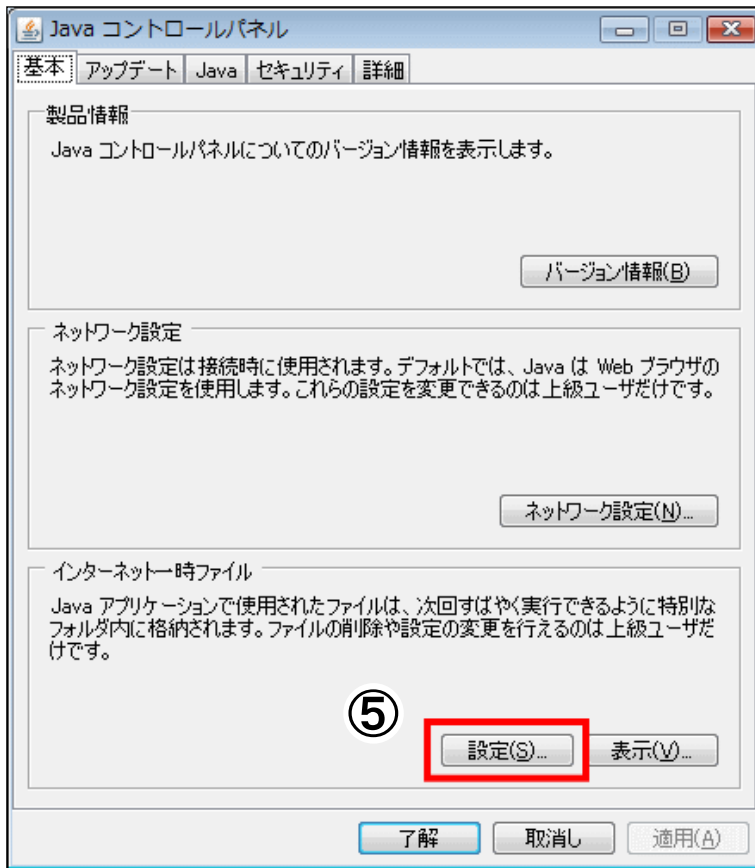 Java コントロールパネル
基本 アップデート Java セキュリティ 詳細
製品情報
Java コントロールパネルについてのバージョン情報を表示します。
バージョン情報(B)
ネットワーク設定
ネットワーク設定は接続時に使用されます。デフォルトでは、Java は Web ブラウザの
ネットワーク設定を使用します。これらの設定を変更できるのは上級ユーザだけです。
ネットワーク設定(N)...
インターネット一時ファイル
Java アプリケーションで使用されたファイルは、次回すばやく実行できるように特別な
フォルダ内に格納されます。ファイルの削除や設定の変更を行えるのは上級ユーザだ
けです。
⑤
設定(S)... 表示(V)...
了解 取消し 適用(A)